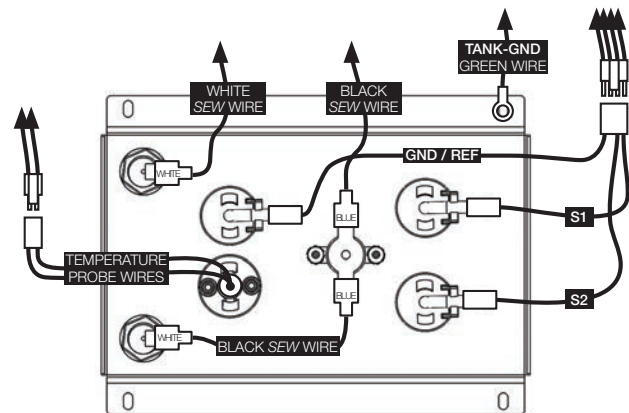 TANK-GND
GREEN WIRE
WHITE
SEW WIRE
BLACK
SEW WIRE
GND / REF
WHITE
BLUE
S1
TEMPERATURE
PROBE WIRES
BLUE
S2
WHITE
BLACK SEW WIRE